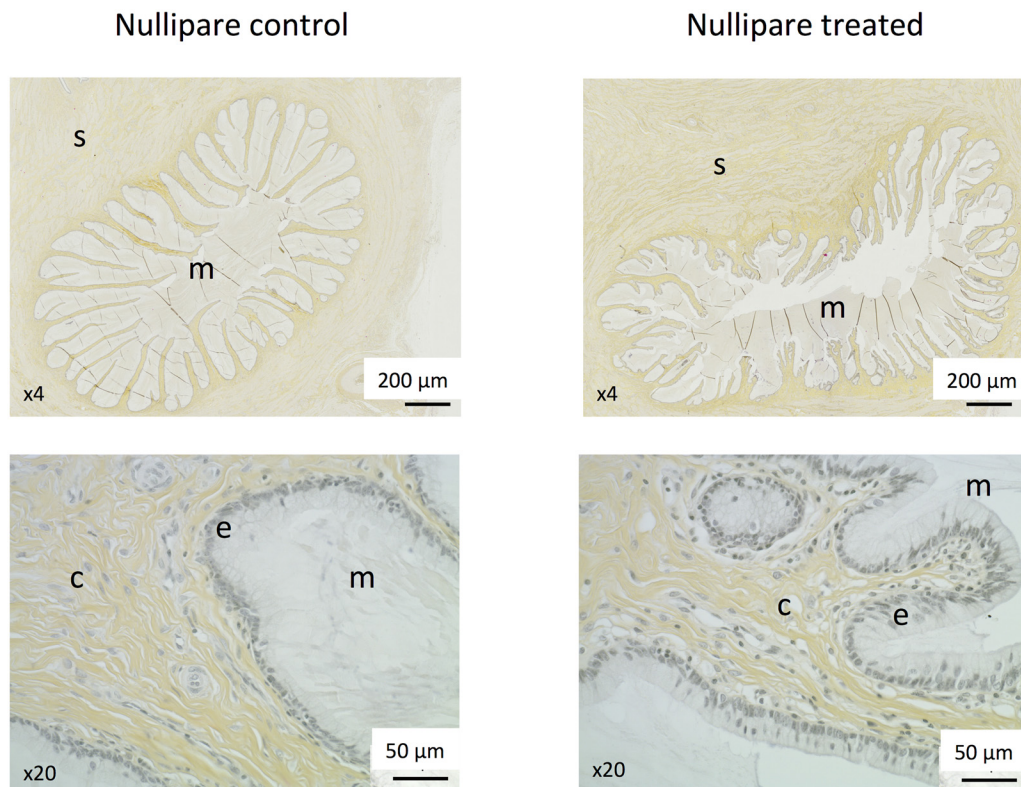 Nullipare control
Nullipare treated
s
m
200 µm
x4
s
m
200 µm
x4
e
c
m
50 µm
x20
m
c
e
50 µm
x20